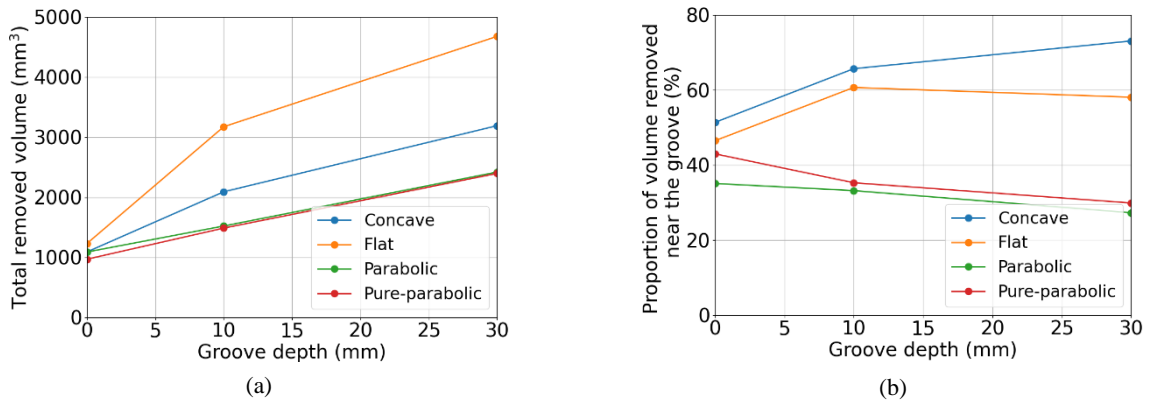 Total removed volume (mm³)
5000
4000
3000
2000
1000
0
0 5 10 15 20 25 30
Groove depth (mm)
Concave
Flat
Parabolic
Pure-parabolic
(a)
Proportion of volume removed
near the groove (%)
80
60
40
20
0
0 5 10 15 20 25 30
Groove depth (mm)
Concave
Flat
Parabolic
Pure-parabolic
(b)